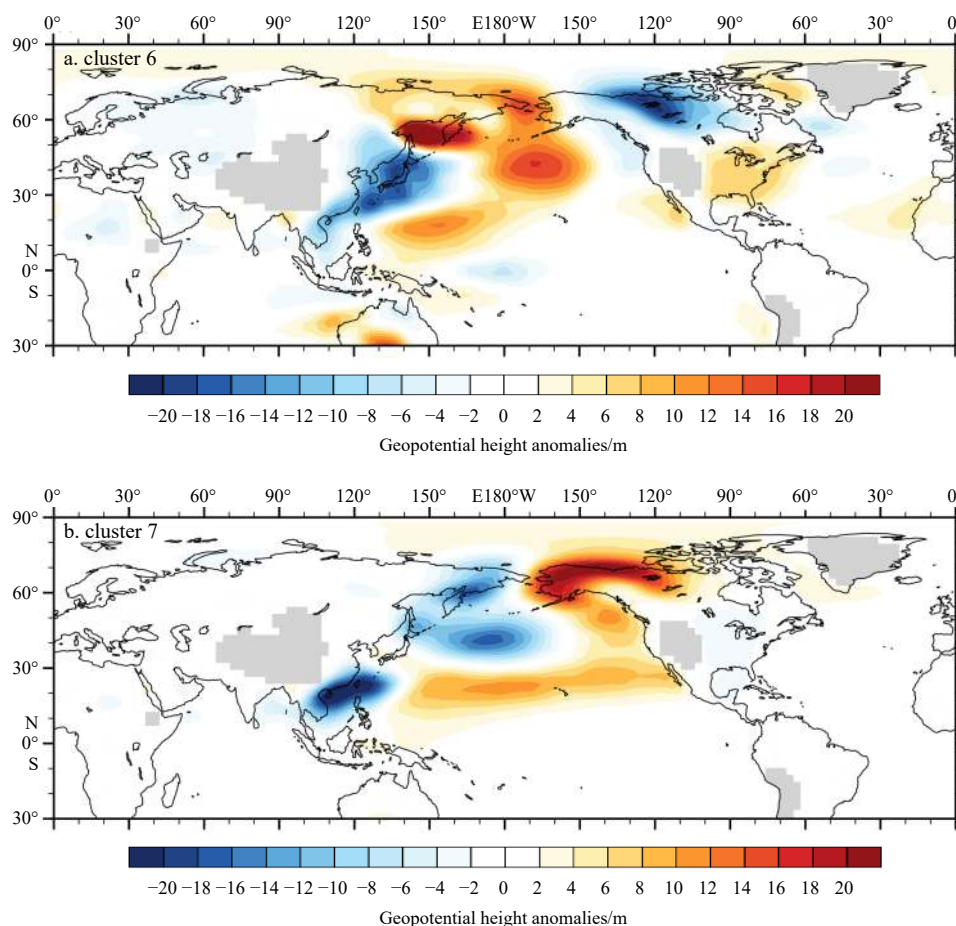 0° 30° 60° 90° 120° 150° E180°W 150° 120° 90° 60° 30° 0°
90°
a. cluster 6
60°
30°
N
0°
S
30°
−20 −18 −16 −14 −12 −10 −8 −6 −4 −2 0 2 4 6 8 10 12 14 16 18 20
Geopotential height anomalies/m
0° 30° 60° 90° 120° 150° E180°W 150° 120° 90° 60° 30° 0°
90°
b. cluster 7
60°
30°
N
0°
S
30°
−20 −18 −16 −14 −12 −10 −8 −6 −4 −2 0 2 4 6 8 10 12 14 16 18 20
Geopotential height anomalies/m